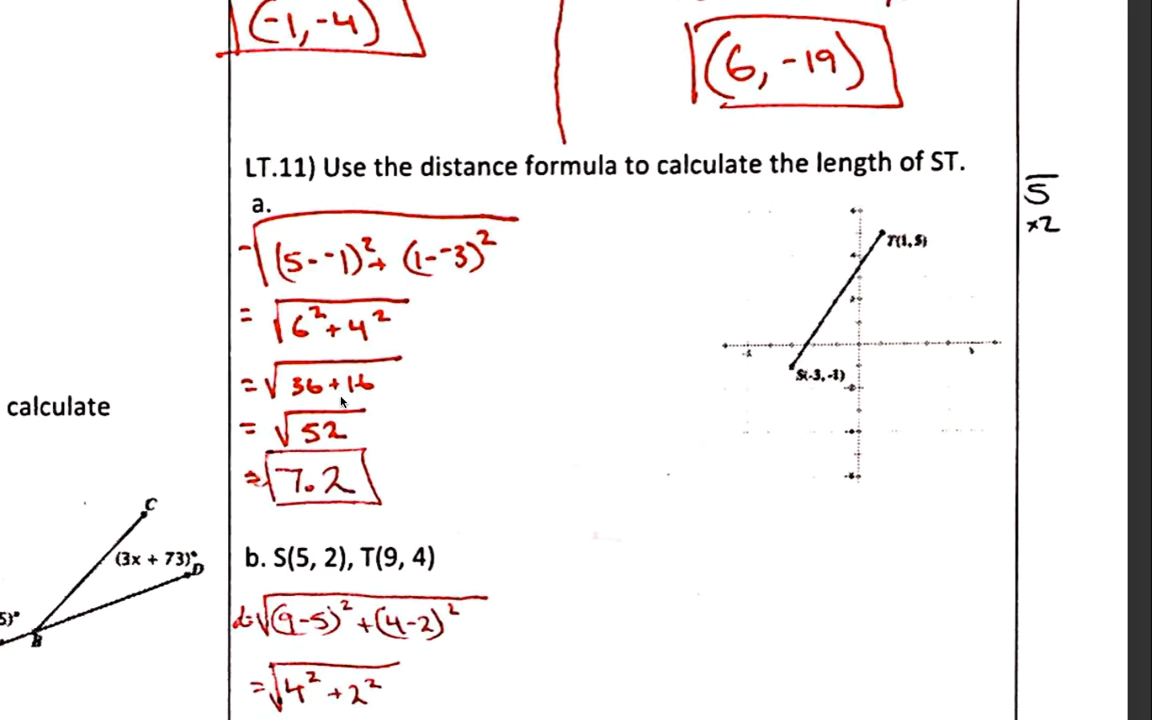 (-1, -4)
(6, -19)
LT.11) Use the distance formula to calculate the length of ST.
5
×2
a.
√(5--1)² + (1--3)²
T(1, 5)
= √6² + 4²
S(-3, -1)
= √36+16
calculate
= √52
≈ 7.2
C
(3x + 73)°
D
5)°
B
b. S(5, 2), T(9, 4)
d=√(9-5)² + (4-2)²
= √4² + 2²